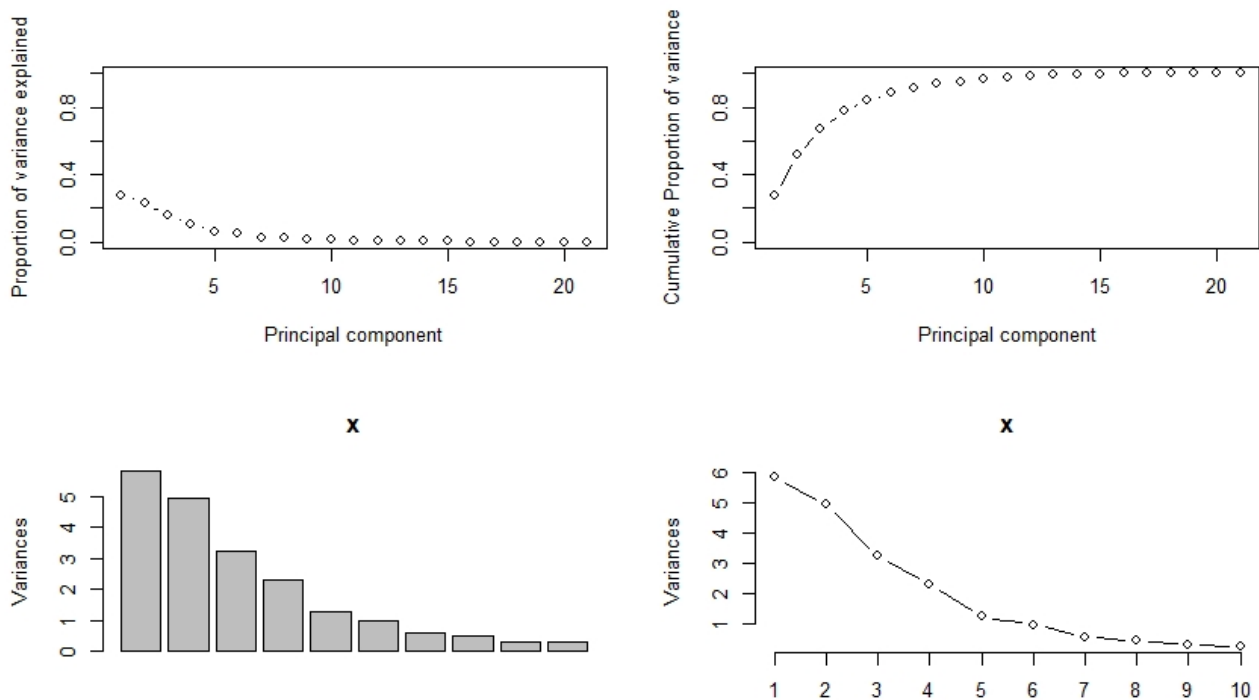 Proportion of variance explained
0.0 0.4 0.8
5 10 15 20
Principal component
Cumulative Proportion of variance
0.0 0.4 0.8
5 10 15 20
Principal component
x
Variances
0 1 2 3 4 5
x
Variances
1 2 3 4 5 6
1 2 3 4 5 6 7 8 9 10